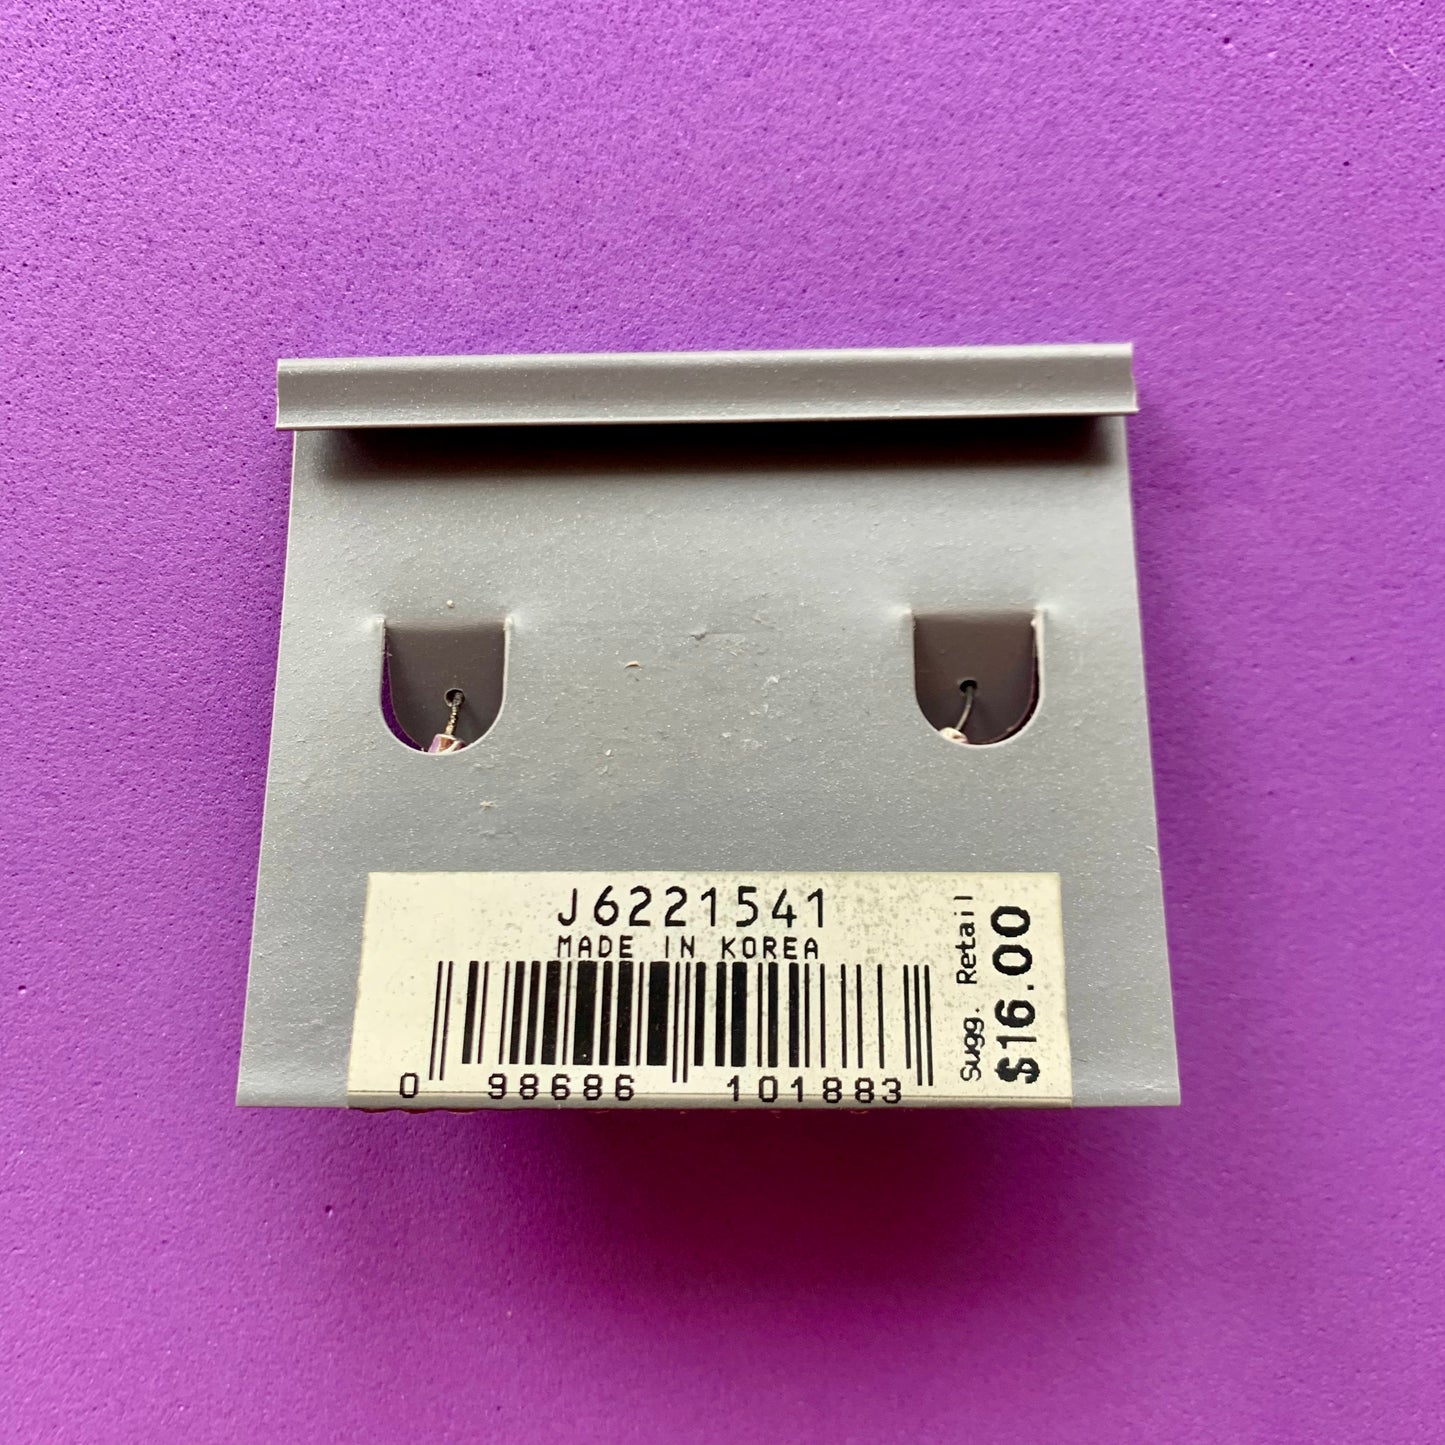 J6221541
MADE IN KOREA
0 98686 101883
Sugg. Retail
$16.00